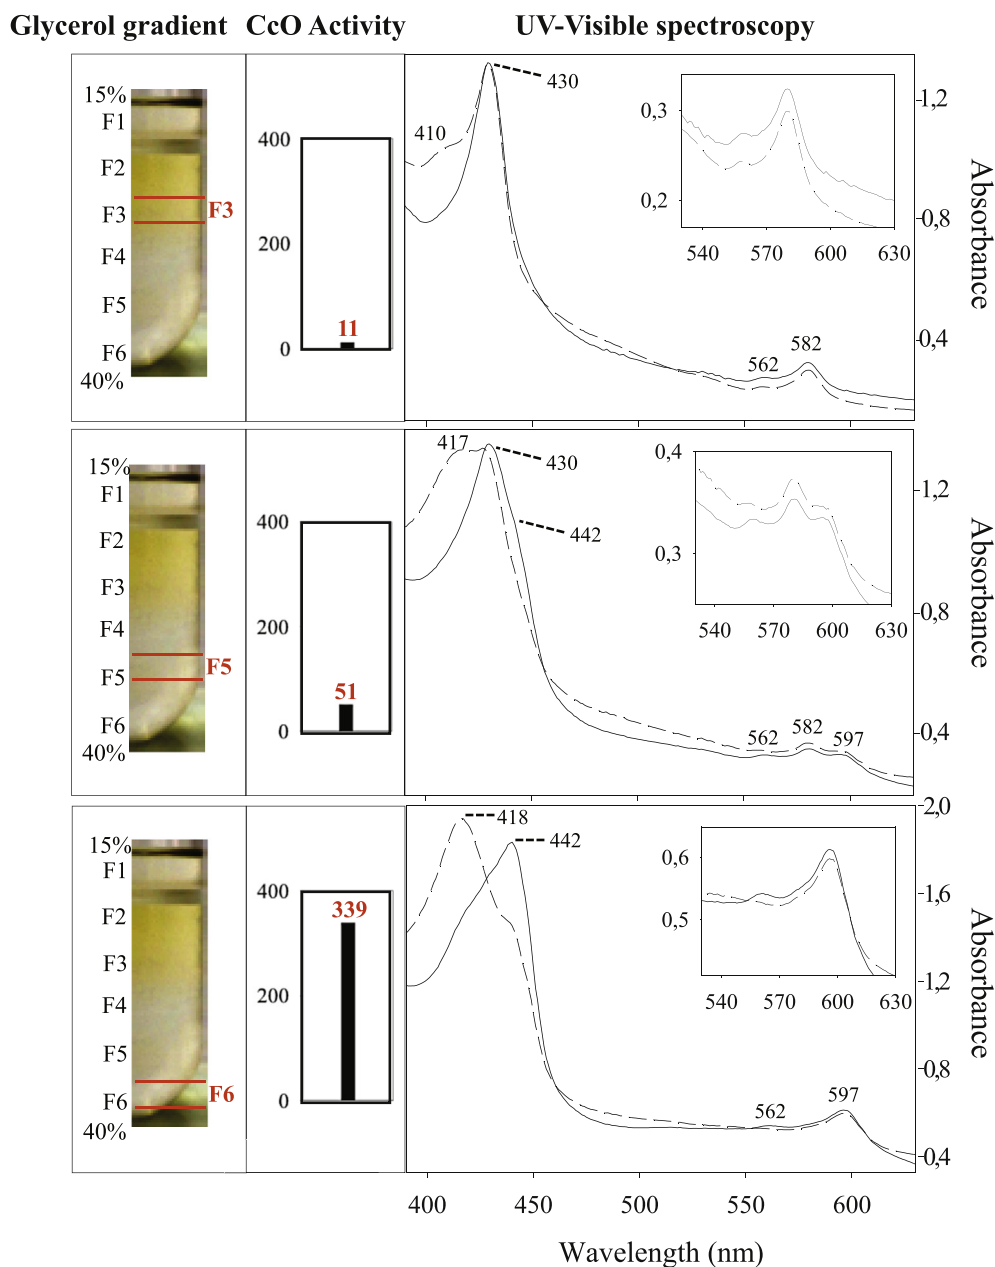 Glycerol gradient CcO Activity UV-Visible spectroscopy
15%
F1
F2
F3
F4
F5
F6
40%
F3
400
200
0
11
410
430
562
582
0,3
0,2
540 570 600 630
1,2
0,8
0,4
Absorbance
15%
F1
F2
F3
F4
F5
F6
40%
F5
400
200
0
51
417
430
442
562
582
597
0,4
0,3
540 570 600 630
1,2
0,8
0,4
Absorbance
15%
F1
F2
F3
F4
F5
F6
40%
F6
400
200
0
339
418
442
562
597
0,6
0,5
540 570 600 630
2,0
1,6
1,2
0,8
0,4
Absorbance
400 450 500 550 600
Wavelength (nm)